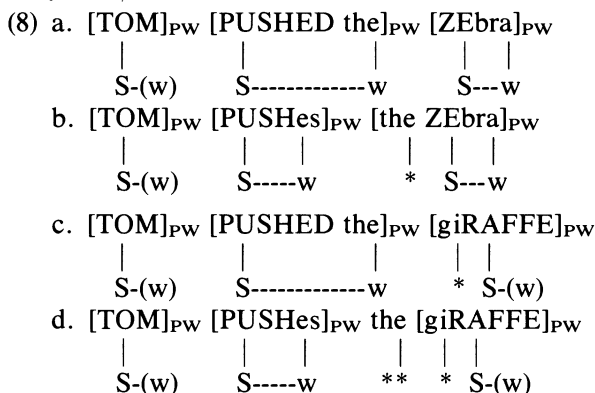 (8) a. [TOM]PW [PUSHED the]PW [ZEbra]PW
S-(w) S-------------w S---w
b. [TOM]PW [PUSHes]PW [the ZEbra]PW
S-(w) S-----w * S---w
c. [TOM]PW [PUSHED the]PW [giRAFFE]PW
S-(w) S-------------w * S-(w)
d. [TOM]PW [PUSHes]PW the [giRAFFE]PW
S-(w) S-----w ** * S-(w)